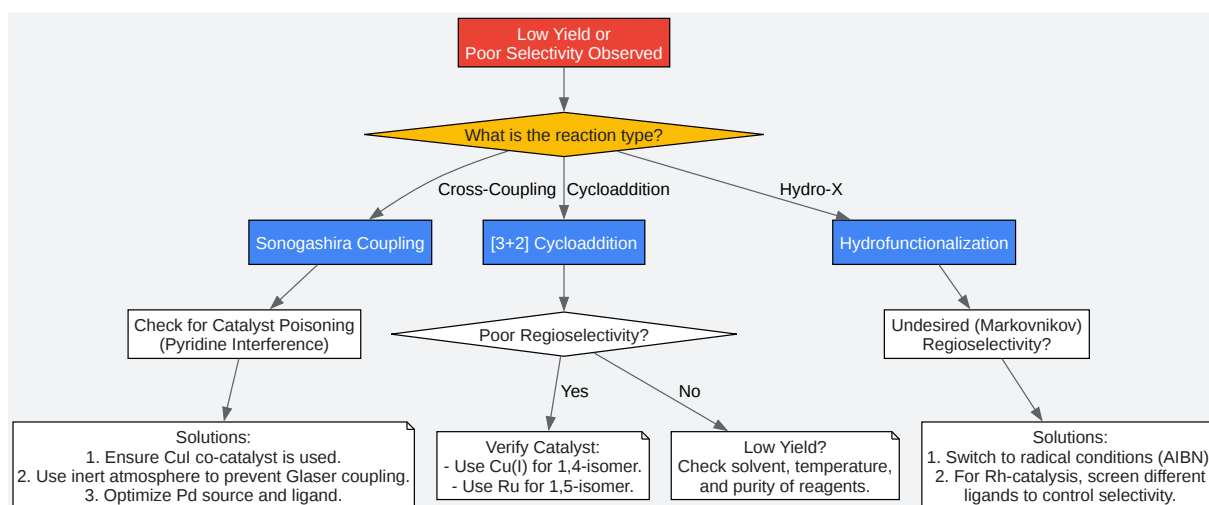 Low Yield or
Poor Selectivity Observed
What is the reaction type?
Cross-Coupling
Cycloaddition
Hydro-X
Sonogashira Coupling
[3+2] Cycloaddition
Hydrofunctionalization
Check for Catalyst Poisoning
(Pyridine Interference)
Poor Regioselectivity?
Undesired (Markovnikov)
Regioselectivity?
Yes
No
Solutions:
1. Ensure CuI co-catalyst is used.
2. Use inert atmosphere to prevent Glaser coupling.
3. Optimize Pd source and ligand.
Verify Catalyst:
- Use Cu(I) for 1,4-isomer.
- Use Ru for 1,5-isomer.
Low Yield?
Check solvent, temperature,
and purity of reagents.
Solutions:
1. Switch to radical conditions (AIBN).
2. For Rh-catalysis, screen different
ligands to control selectivity.